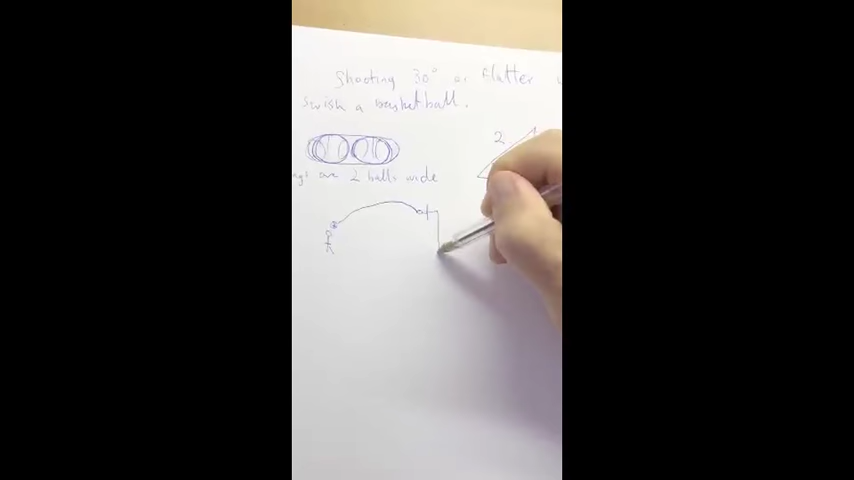 Shooting 30° or flatter
swish a basketball.
2
are 2 balls wide